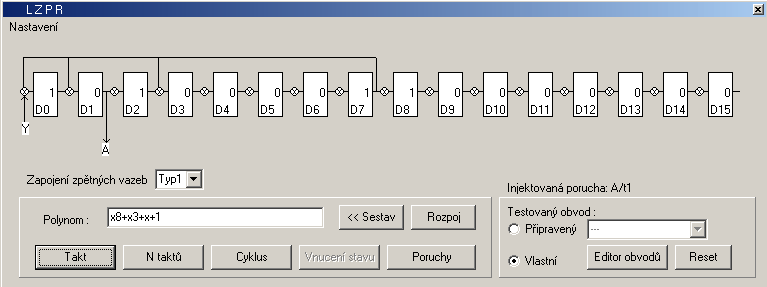 LZPR
Nastavení
1 0 1 0 0 0 0 1 1 0 0 0 0 0 0 0
D0 D1 D2 D3 D4 D5 D6 D7 D8 D9 D10 D11 D12 D13 D14 D15
Y
A
Zapojení zpětných vazeb Typ1
Polynom : x8+x3+x+1 << Sestav Rozpoj
Takt N taktů Cyklus Vnucení stavu Poruchy
Injektovaná porucha: A/t1
Testovaný obvod :
Připravený ---
Vlastní Editor obvodů Reset